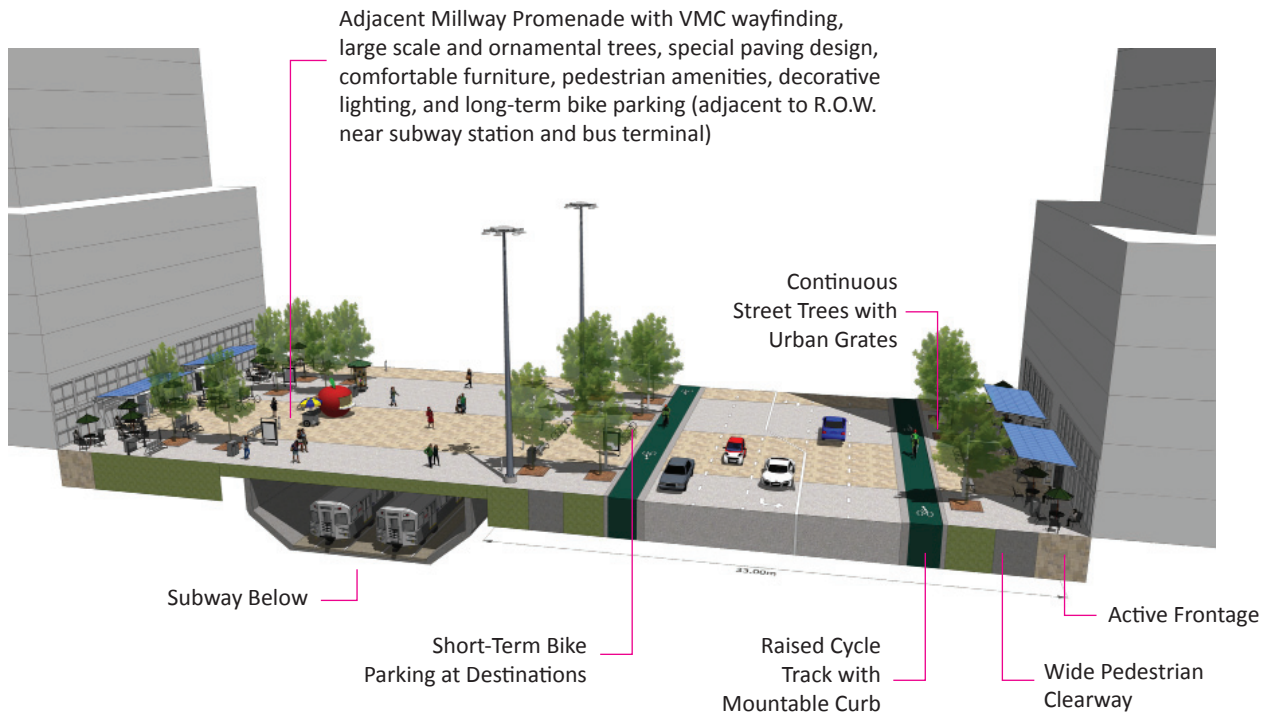 Adjacent Millway Promenade with VMC wayfinding,
large scale and ornamental trees, special paving design,
comfortable furniture, pedestrian amenities, decorative
lighting, and long-term bike parking (adjacent to R.O.W.
near subway station and bus terminal)
Continuous
Street Trees with
Urban Grates
33.00m
Subway Below
Short-Term Bike
Parking at Destinations
Raised Cycle
Track with
Mountable Curb
Wide Pedestrian
Clearway
Active Frontage